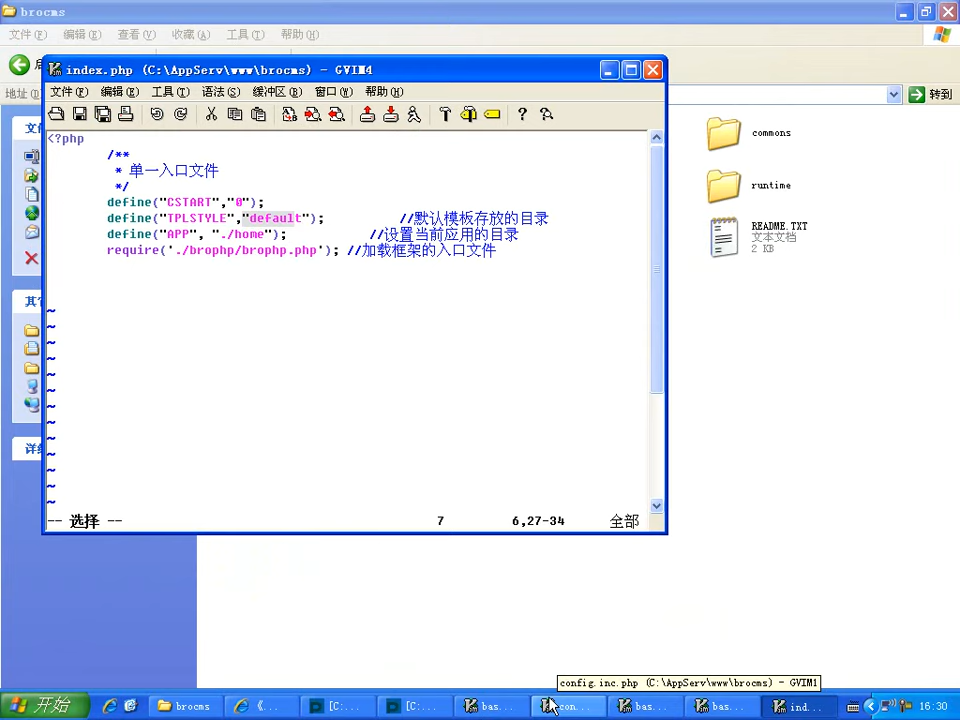 brocms
文件(F) 编辑(E) 查看(V) 收藏(A) 工具(T) 帮助(H)
地址(D)
转到
index.php (C:\AppServ\www\brocms) - GVIM4
文件(F) 编辑(E) 工具(T) 语法(S) 缓冲区(B) 窗口(W) 帮助(H)
<?php
/**
* 单一入口文件
*/
define("CSTART","0");
define("TPLSTYLE","default"); //默认模板存放的目录
define("APP", "./home"); //设置当前应用的目录
require('./brophp/brophp.php'); //加载框架的入口文件
~
~
~
~
~
~
~
~
~
~
~
~
~
-- 选择 -- 7 6,27-34 全部
commons
runtime
README.TXT
文本文档
2 KB
config.inc.php (C:\AppServ\www\brocms) - GVIM1
开始 brocms 《... [C:... [C:... bas... con... bas... bas... ind... 16:30